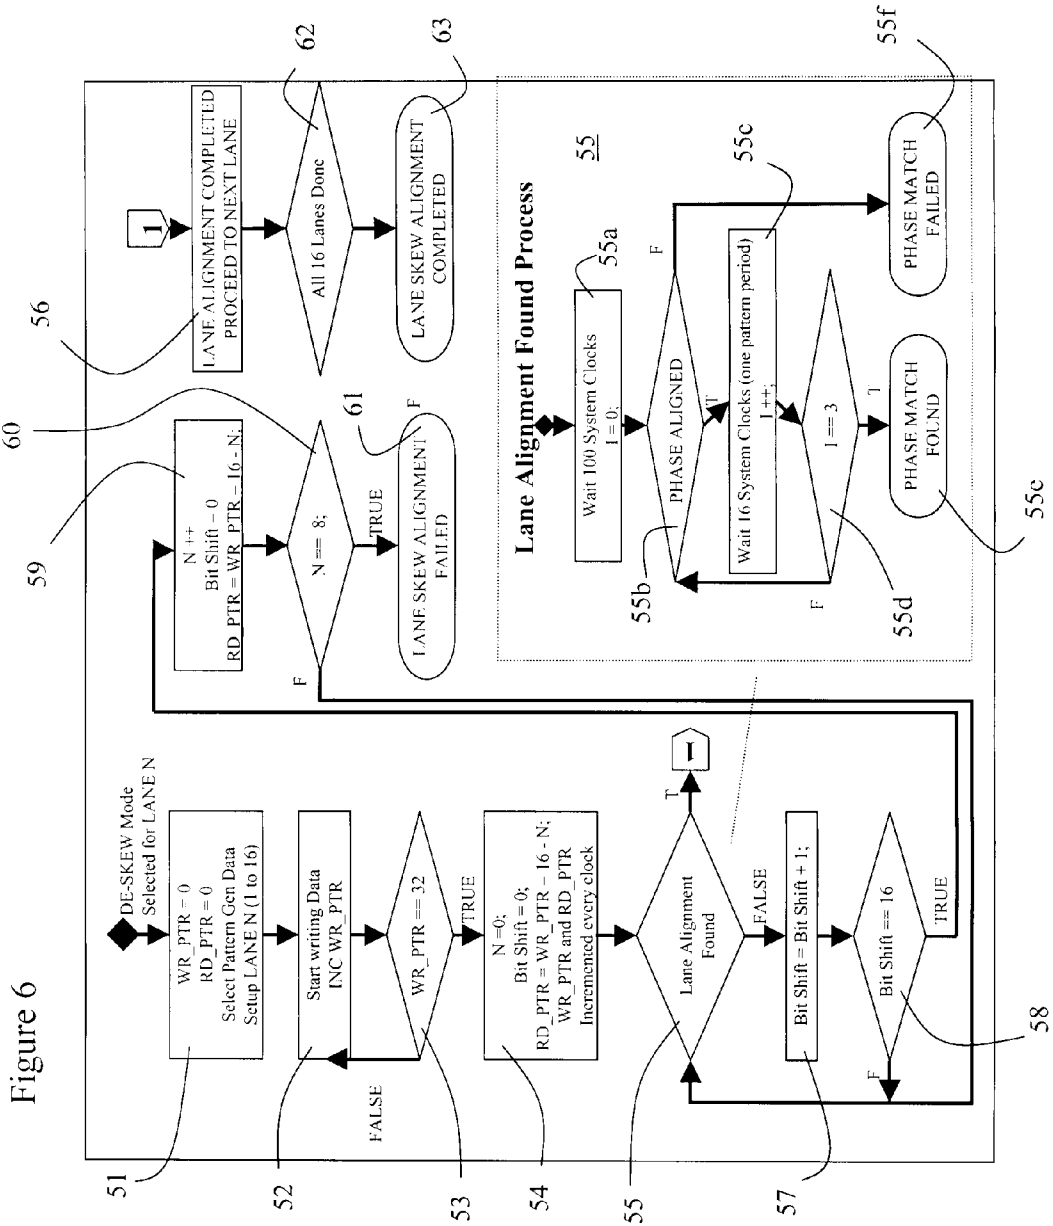 Figure 6
DE-SKEW Mode
Selected for LANE N
51
WR_PTR = 0
RD_PTR = 0
Select Pattern Gen Data
Setup LANE N (1 to 16)
52
Start writing Data
INC WR_PTR
53
WR_PTR == 32
FALSE
TRUE
54
N =0;
Bit Shift = 0;
RD_PTR = WR_PTR – 16 - N;
WR_PTR and RD_PTR
Incremented every clock
55
Lane Alignment
Found
T
1
FALSE
57
Bit Shift = Bit Shift + 1;
58
Bit Shift == 16
F
TRUE
59
N ++
Bit Shift – 0
RD_PTR = WR_PTR – 16 - N;
60
N == 8;
F
TRUE
61
LANE SKEW ALIGNMENT
FAILED
1
56
LANE ALIGNMENT COMPLETED
PROCEED TO NEXT LANE
62
All 16 Lanes Done
F
63
LANE SKEW ALIGNMENT
COMPLETED
Lane Alignment Found Process
55
55a
Wait 100 System Clocks
I = 0;
55b
PHASE ALIGNED
F
T
55c
Wait 16 System Clocks (one pattern period)
I ++;
55d
I == 3
F
T
PHASE MATCH
FOUND
55e
PHASE MATCH
FAILED
55f